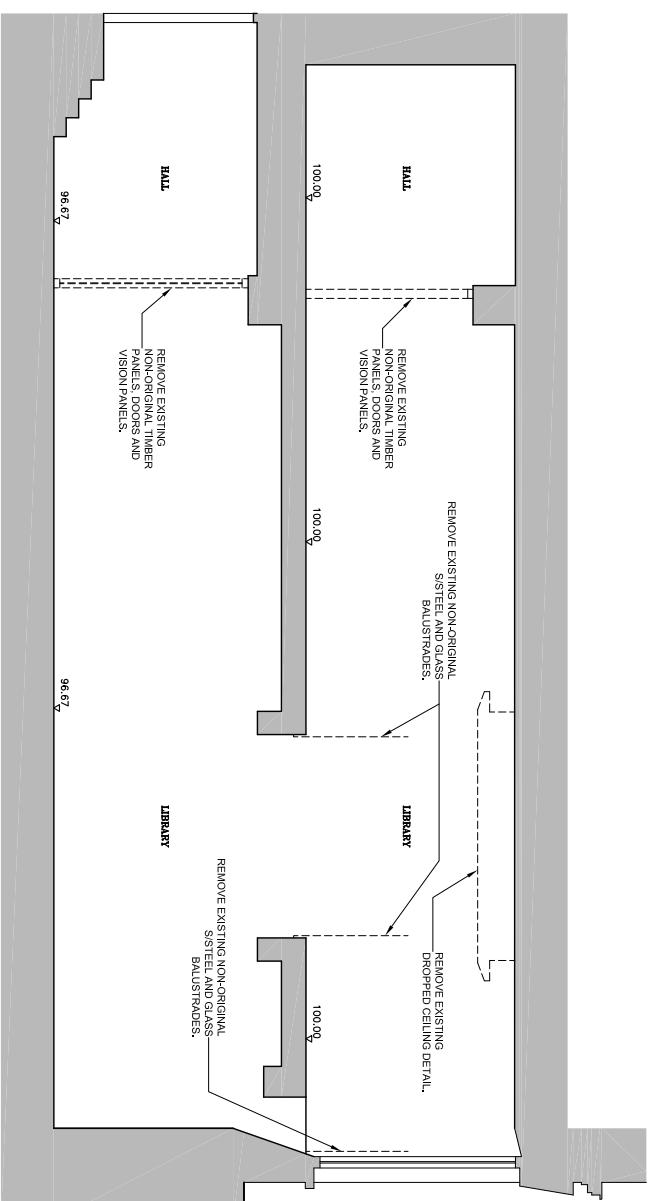 REMOVE EXISTING
DROPPED CEILING DETAIL.
REMOVE EXISTING NON-ORIGINAL
S/STEEL AND GLASS
BALUSTRADES.
HALL
REMOVE EXISTING
NON-ORIGINAL TIMBER
PANELS, DOORS AND
VISION PANELS.
LIBRARY
100.00
100.00
100.00
REMOVE EXISTING NON-ORIGINAL
S/STEEL AND GLASS
BALUSTRADES.
HALL
REMOVE EXISTING
NON-ORIGINAL TIMBER
PANELS, DOORS AND
VISION PANELS.
LIBRARY
96.67
96.67